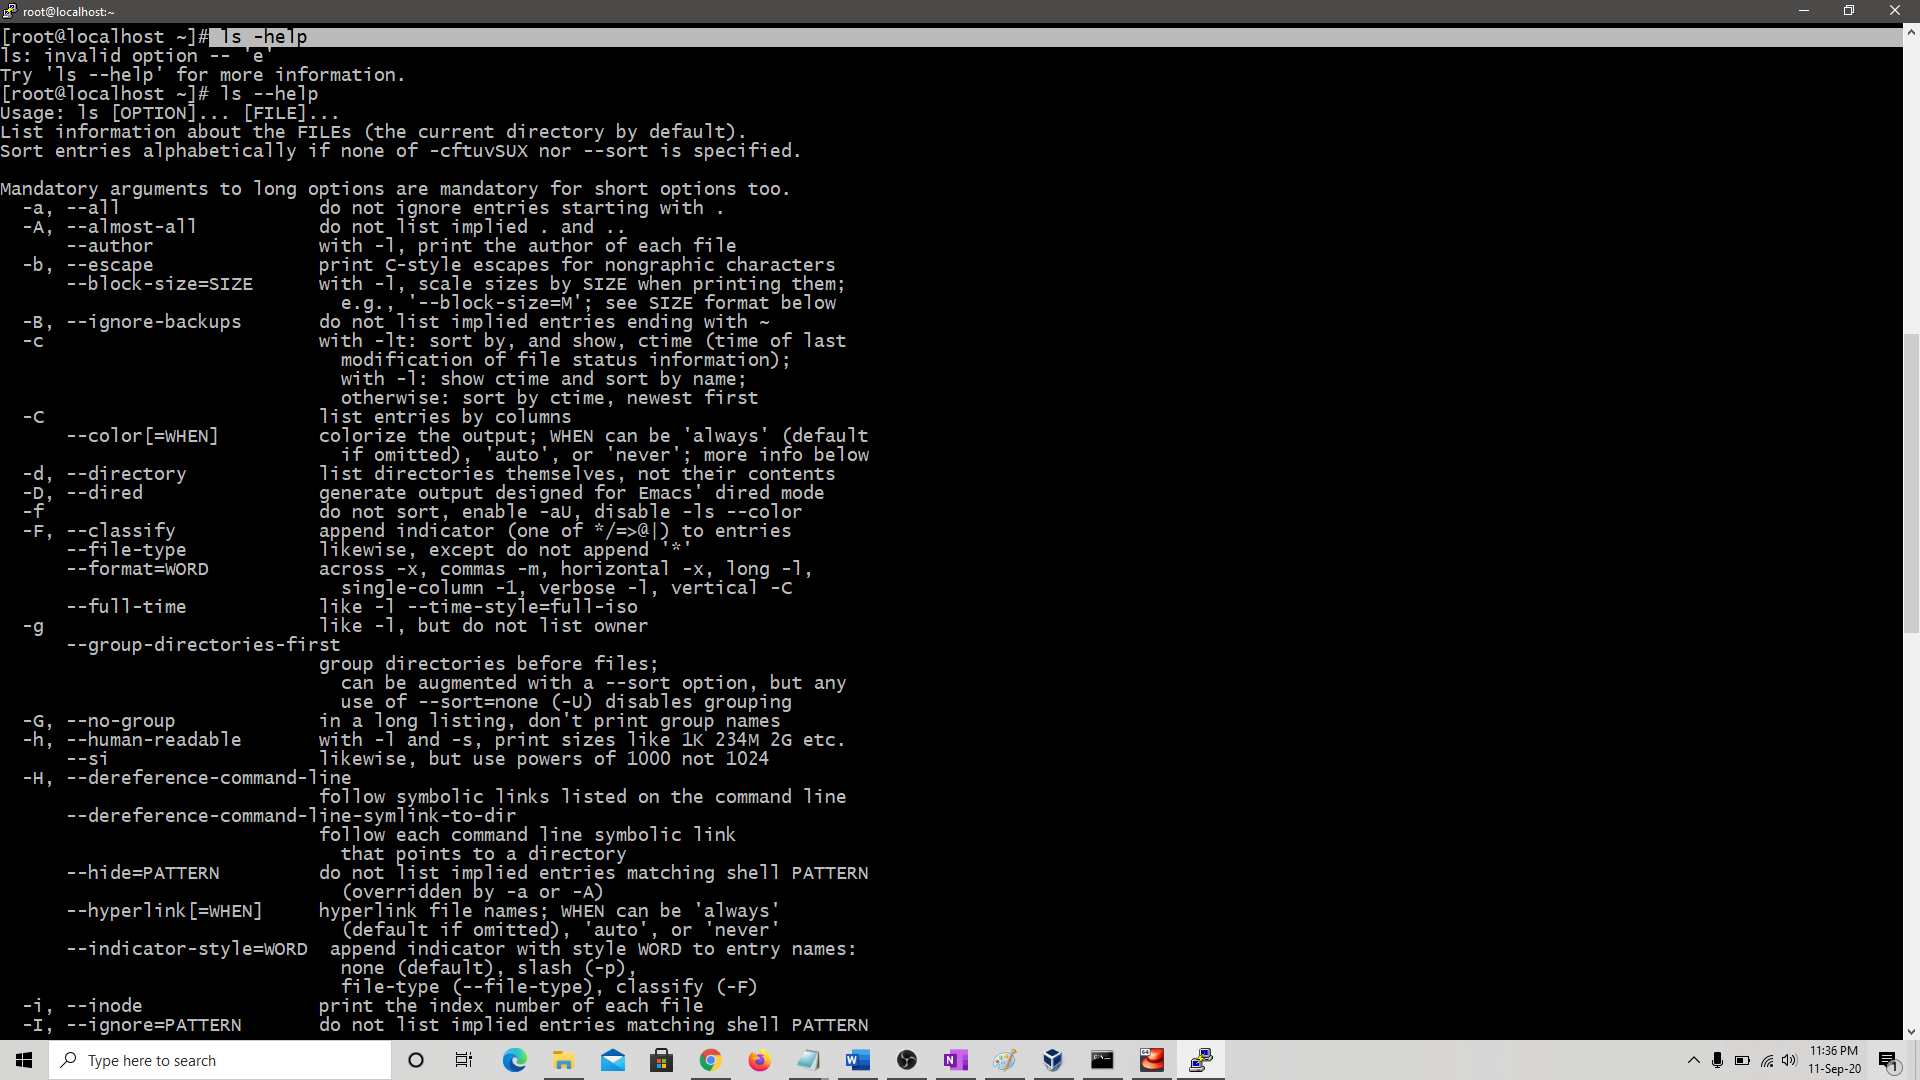 root@localhost:~
[root@localhost ~]# ls -help
ls: invalid option -- 'e'
Try 'ls --help' for more information.
[root@localhost ~]# ls --help
Usage: ls [OPTION]... [FILE]...
List information about the FILEs (the current directory by default).
Sort entries alphabetically if none of -cftuvSUX nor --sort is specified.

Mandatory arguments to long options are mandatory for short options too.
  -a, --all                  do not ignore entries starting with .
  -A, --almost-all           do not list implied . and ..
      --author               with -l, print the author of each file
  -b, --escape               print C-style escapes for nongraphic characters
      --block-size=SIZE      with -l, scale sizes by SIZE when printing them;
                               e.g., '--block-size=M'; see SIZE format below
  -B, --ignore-backups       do not list implied entries ending with ~
  -c                         with -lt: sort by, and show, ctime (time of last
                               modification of file status information);
                               with -l: show ctime and sort by name;
                               otherwise: sort by ctime, newest first
  -C                         list entries by columns
      --color[=WHEN]         colorize the output; WHEN can be 'always' (default
                               if omitted), 'auto', or 'never'; more info below
  -d, --directory            list directories themselves, not their contents
  -D, --dired                generate output designed for Emacs' dired mode
  -f                         do not sort, enable -aU, disable -ls --color
  -F, --classify             append indicator (one of */=>@|) to entries
      --file-type            likewise, except do not append '*'
      --format=WORD          across -x, commas -m, horizontal -x, long -l,
                               single-column -1, verbose -l, vertical -C
      --full-time            like -l --time-style=full-iso
  -g                         like -l, but do not list owner
      --group-directories-first
                             group directories before files;
                               can be augmented with a --sort option, but any
                               use of --sort=none (-U) disables grouping
  -G, --no-group             in a long listing, don't print group names
  -h, --human-readable       with -l and -s, print sizes like 1K 234M 2G etc.
      --si                   likewise, but use powers of 1000 not 1024
  -H, --dereference-command-line
                             follow symbolic links listed on the command line
      --dereference-command-line-symlink-to-dir
                             follow each command line symbolic link
                               that points to a directory
      --hide=PATTERN         do not list implied entries matching shell PATTERN
                               (overridden by -a or -A)
      --hyperlink[=WHEN]     hyperlink file names; WHEN can be 'always'
                               (default if omitted), 'auto', or 'never'
      --indicator-style=WORD  append indicator with style WORD to entry names:
                               none (default), slash (-p),
                               file-type (--file-type), classify (-F)
  -i, --inode                print the index number of each file
  -I, --ignore=PATTERN       do not list implied entries matching shell PATTERN
Type here to search
11:36 PM
11-Sep-20
1